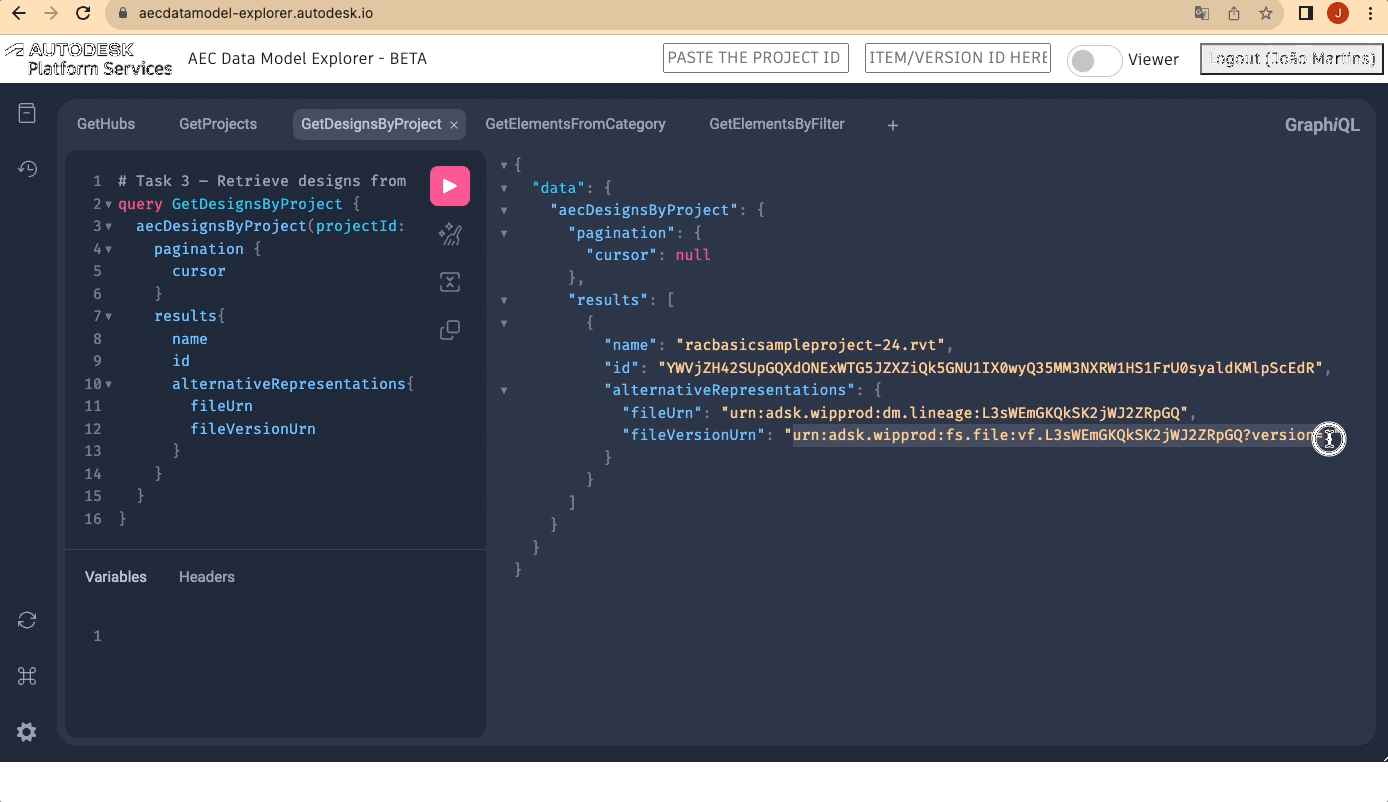 aecdatamodel-explorer.autodesk.io
J
AUTODESK
Platform Services
AEC Data Model Explorer - BETA
PASTE THE PROJECT ID
ITEM/VERSION ID HERE
Viewer
Logout (João Martins)
GetHubs
GetProjects
GetDesignsByProject ×
GetElementsFromCategory
GetElementsByFilter
+
GraphiQL
1 # Task 3 – Retrieve designs from
2 query GetDesignsByProject {
3 aecDesignsByProject(projectId:
4 pagination {
5 cursor
6 }
7 results{
8 name
9 id
10 alternativeRepresentations{
11 fileUrn
12 fileVersionUrn
13 }
14 }
15 }
16 }
Variables
Headers
1
{
"data": {
"aecDesignsByProject": {
"pagination": {
"cursor": null
},
"results": [
{
"name": "racbasicsampleproject-24.rvt",
"id": "YWVjZH42SUpGQXdONExWTG5JZXZiQk5GNU1IX0wyQ35MM3NXRW1HS1FrU0syaldKMlpScEdR",
"alternativeRepresentations": {
"fileUrn": "urn:adsk.wipprod:dm.lineage:L3sWEmGKQkSK2jWJ2ZRpGQ",
"fileVersionUrn": "urn:adsk.wipprod:fs.file:vf.L3sWEmGKQkSK2jWJ2ZRpGQ?version
}
}
]
}
}
}